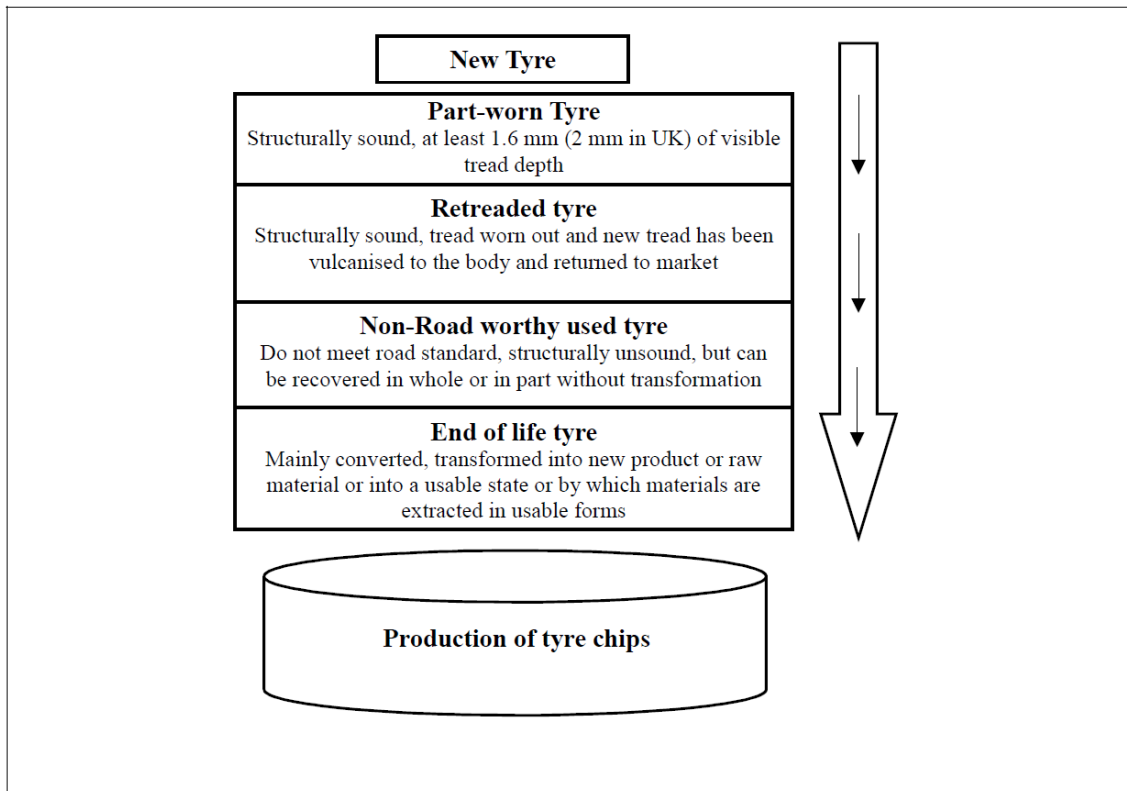 New Tyre
Part-worn Tyre
Structurally sound, at least 1.6 mm (2 mm in UK) of visible
tread depth
Retreaded tyre
Structurally sound, tread worn out and new tread has been
vulcanised to the body and returned to market
Non-Road worthy used tyre
Do not meet road standard, structurally unsound, but can
be recovered in whole or in part without transformation
End of life tyre
Mainly converted, transformed into new product or raw
material or into a usable state or by which materials are
extracted in usable forms
Production of tyre chips